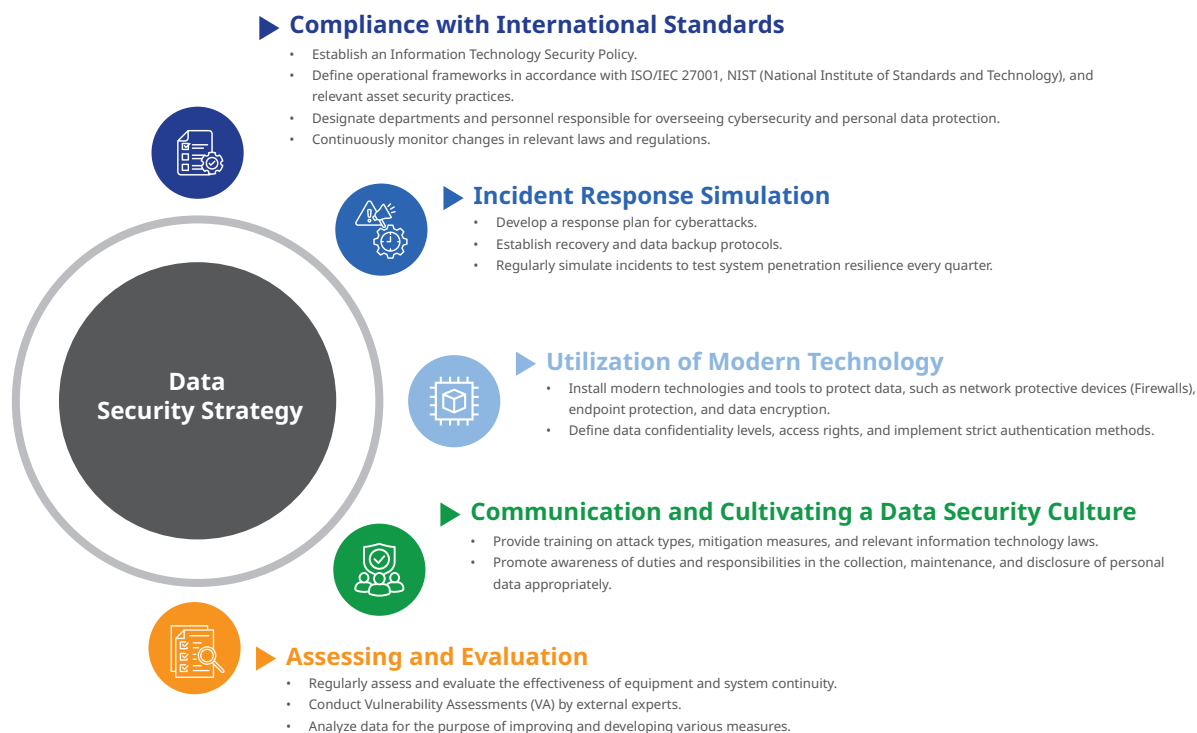 Compliance with International Standards
• Establish an Information Technology Security Policy.
• Define operational frameworks in accordance with ISO/IEC 27001, NIST (National Institute of Standards and Technology), and
relevant asset security practices.
• Designate departments and personnel responsible for overseeing cybersecurity and personal data protection.
• Continuously monitor changes in relevant laws and regulations.
Incident Response Simulation
• Develop a response plan for cyberattacks.
• Establish recovery and data backup protocols.
• Regularly simulate incidents to test system penetration resilience every quarter.
Data
Security Strategy
Utilization of Modern Technology
• Install modern technologies and tools to protect data, such as network protective devices (Firewalls),
endpoint protection, and data encryption.
• Define data confidentiality levels, access rights, and implement strict authentication methods.
Communication and Cultivating a Data Security Culture
• Provide training on attack types, mitigation measures, and relevant information technology laws.
• Promote awareness of duties and responsibilities in the collection, maintenance, and disclosure of personal
data appropriately.
Assessing and Evaluation
• Regularly assess and evaluate the effectiveness of equipment and system continuity.
• Conduct Vulnerability Assessments (VA) by external experts.
• Analyze data for the purpose of improving and developing various measures.